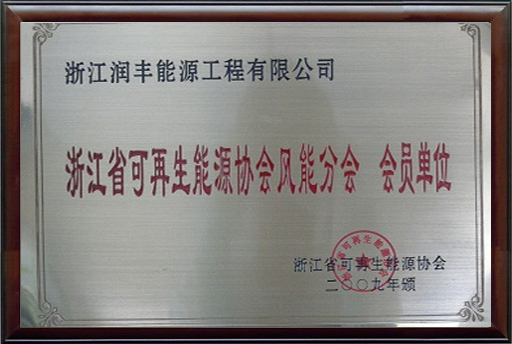 浙江润丰能源工程有限公司
浙江省可再生能源协会风能分会 会员单位
浙江省可再生能源协会
二〇〇九年颁